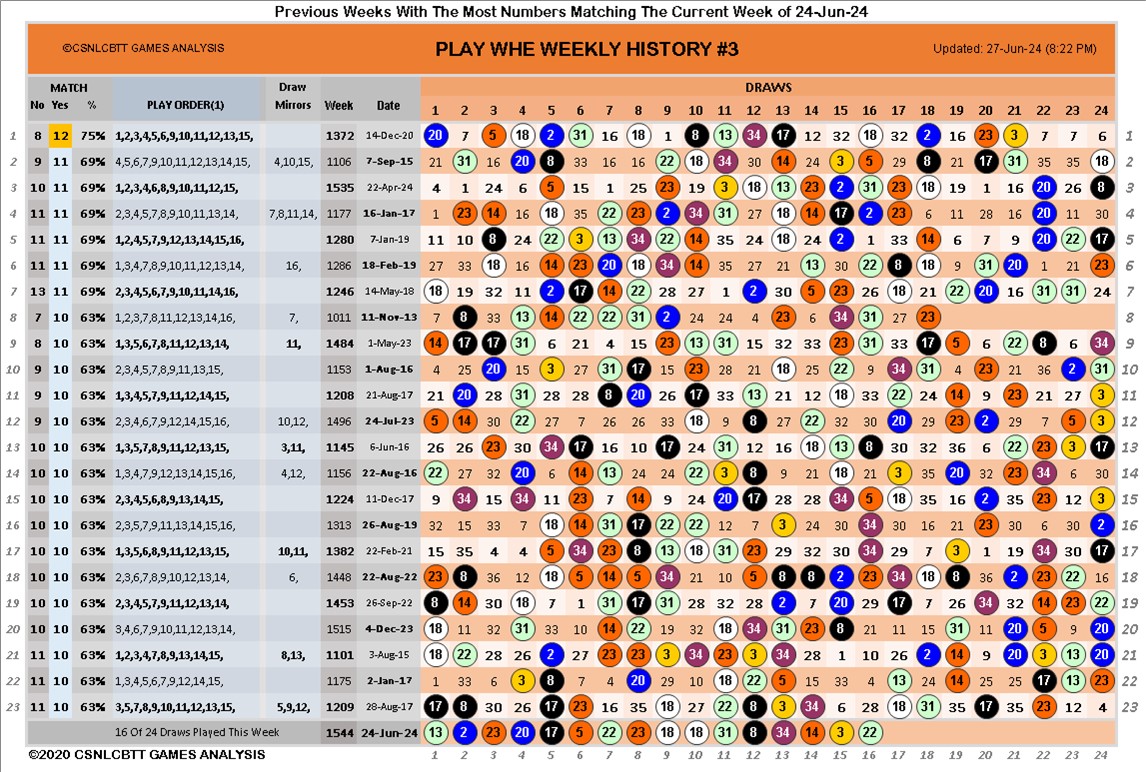 Previous Weeks With The Most Numbers Matching The Current Week of 24-Jun-24
©CSNLCBTT GAMES ANALYSIS PLAY WHE WEEKLY HISTORY #3 Updated: 27-Jun-24 (8:22 PM)
MATCH Draw DRAWS
No Yes % PLAY ORDER(1) Mirrors Week Date 1 2 3 4 5 6 7 8 9 10 11 12 13 14 15 16 17 18 19 20 21 22 23 24
1 8 12 75% 1,2,3,4,5,6,9,10,11,12,13,15, 1372 14-Dec-20 20 7 5 18 2 31 16 18 1 8 13 34 17 12 32 18 32 2 16 23 3 7 7 6 1
2 9 11 69% 4,5,6,7,9,10,11,12,13,14,15, 4,10,15, 1106 7-Sep-15 21 31 16 20 8 33 16 16 22 18 34 30 14 24 3 5 29 8 21 17 31 35 35 18 2
3 10 11 69% 1,2,3,4,6,8,9,10,11,12,15, 1535 22-Apr-24 4 1 24 6 5 15 1 25 23 19 3 18 13 23 2 31 23 18 19 1 16 20 26 8 3
4 11 11 69% 2,3,4,5,7,8,9,10,11,13,14, 7,8,11,14, 1177 16-Jan-17 1 23 14 16 18 35 22 23 2 34 31 27 18 14 17 2 23 6 11 28 16 20 11 30 4
5 11 11 69% 1,2,4,5,7,9,12,13,14,15,16, 1280 7-Jan-19 11 10 8 24 22 3 13 34 22 14 35 24 18 24 2 1 33 14 6 7 9 20 22 17 5
6 11 11 69% 1,3,4,7,8,9,10,11,12,13,14, 16, 1286 18-Feb-19 27 33 18 16 14 23 20 18 34 14 35 27 21 13 30 22 8 18 9 31 20 1 21 23 6
7 13 11 69% 2,3,4,5,6,7,9,10,11,14,16, 1246 14-May-18 18 19 32 11 2 17 14 22 28 27 1 2 30 5 23 26 18 21 22 20 16 31 31 24 7
8 7 10 63% 1,2,3,7,8,11,12,13,14,16, 7, 1011 11-Nov-13 7 8 33 13 14 22 22 31 2 24 24 4 23 6 34 31 27 23 8
9 8 10 63% 1,3,5,6,7,8,11,12,13,14, 11, 1484 1-May-23 14 17 17 31 6 21 4 15 23 13 31 15 32 33 23 31 33 17 5 6 22 8 6 34 9
10 9 10 63% 2,3,4,5,7,8,9,11,13,15, 1153 1-Aug-16 4 25 20 15 3 27 31 17 15 23 28 21 18 25 22 9 34 31 4 23 21 36 2 31 10
11 9 10 63% 1,3,4,5,7,9,11,12,14,15, 1208 21-Aug-17 21 20 28 31 28 31 8 20 26 17 33 13 21 12 18 33 22 24 14 9 23 21 27 3 11
12 9 10 63% 2,3,4,6,7,9,12,14,15,16, 10,12, 1496 24-Jul-23 5 14 30 22 27 7 26 26 33 18 9 8 27 22 12 7 20 29 23 2 29 7 5 3 12
13 10 10 63% 1,3,5,7,8,9,11,12,13,15, 3,11, 1145 6-Jun-16 26 26 23 30 34 17 16 10 17 24 31 12 16 18 13 8 30 32 36 6 22 23 3 17 13
14 10 10 63% 1,3,4,7,9,12,13,14,15,16, 4,12, 1156 22-Aug-16 22 27 32 20 6 14 13 24 24 22 3 8 9 21 18 21 3 35 20 32 23 34 6 30 14
15 10 10 63% 2,3,4,5,6,8,9,13,14,15, 1224 11-Dec-17 9 34 15 34 11 23 7 14 9 24 20 17 28 28 34 5 18 35 16 2 35 23 12 3 15
16 10 10 63% 2,3,5,7,9,11,13,14,15,16, 1313 26-Aug-19 32 15 33 7 18 14 31 17 22 22 12 7 3 24 30 34 16 21 16 23 30 6 30 2 16
17 10 10 63% 1,3,5,6,8,9,11,12,13,15, 10,11, 1382 22-Feb-21 15 35 4 4 5 34 23 8 13 18 31 23 29 32 30 34 29 7 3 1 19 34 30 17 17
18 10 10 63% 2,3,6,7,8,9,10,12,13,14, 6, 1448 22-Aug-22 23 8 36 12 18 5 14 5 34 21 10 5 8 8 2 23 34 18 8 36 2 23 22 16 18
19 10 10 63% 2,3,4,5,7,9,11,12,13,14, 1453 26-Sep-22 8 14 30 18 7 1 31 17 31 28 32 28 2 7 20 29 17 7 26 34 32 14 23 22 19
20 10 10 63% 3,4,6,7,9,10,11,12,13,14, 1515 4-Dec-23 18 11 32 31 33 10 14 22 19 32 18 34 31 23 8 21 11 15 31 11 20 5 9 20 20
21 11 10 63% 1,2,3,4,7,8,9,13,14,15, 8,13, 1101 3-Aug-15 18 22 28 26 2 27 23 23 3 34 23 3 34 28 1 10 26 2 14 9 20 3 13 20 21
22 11 10 63% 1,3,4,5,6,7,9,12,14,15, 1175 2-Jan-17 1 33 6 3 8 7 4 20 29 10 18 22 5 15 33 4 13 24 14 25 11 17 13 23 22
23 11 10 63% 3,5,7,8,9,10,11,12,13,15, 5,9,12, 1209 28-Aug-17 17 8 30 26 17 23 16 35 18 27 22 8 3 34 6 28 18 31 35 17 35 23 12 4 23
16 Of 24 Draws Played This Week 1544 24-Jun-24 13 2 23 20 17 5 22 23 18 18 31 8 34 14 3 22
©2020 CSNLCBTT GAMES ANALYSIS 1 2 3 4 5 6 7 8 9 10 11 12 13 14 15 16 17 18 19 20 21 22 23 24